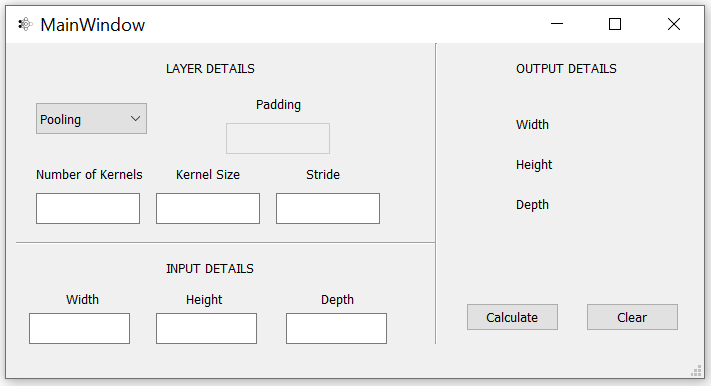 MainWindow
LAYER DETAILS
Pooling
Padding
Number of Kernels
Kernel Size
Stride
INPUT DETAILS
Width
Height
Depth
OUTPUT DETAILS
Width
Height
Depth
Calculate
Clear